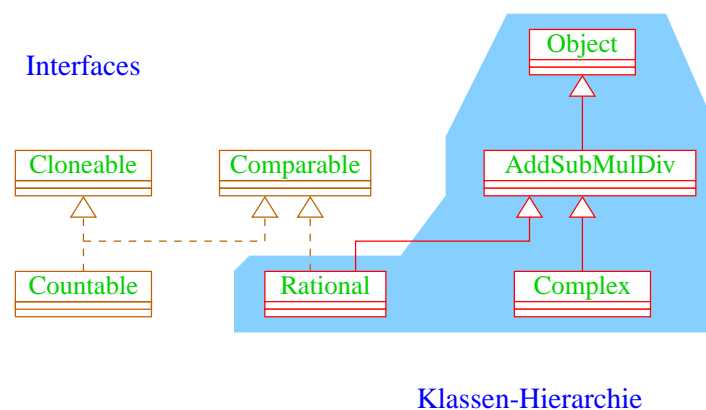 Object
Interfaces
Cloneable
Comparable
AddSubMulDiv
Countable
Rational
Complex
Klassen-Hierarchie